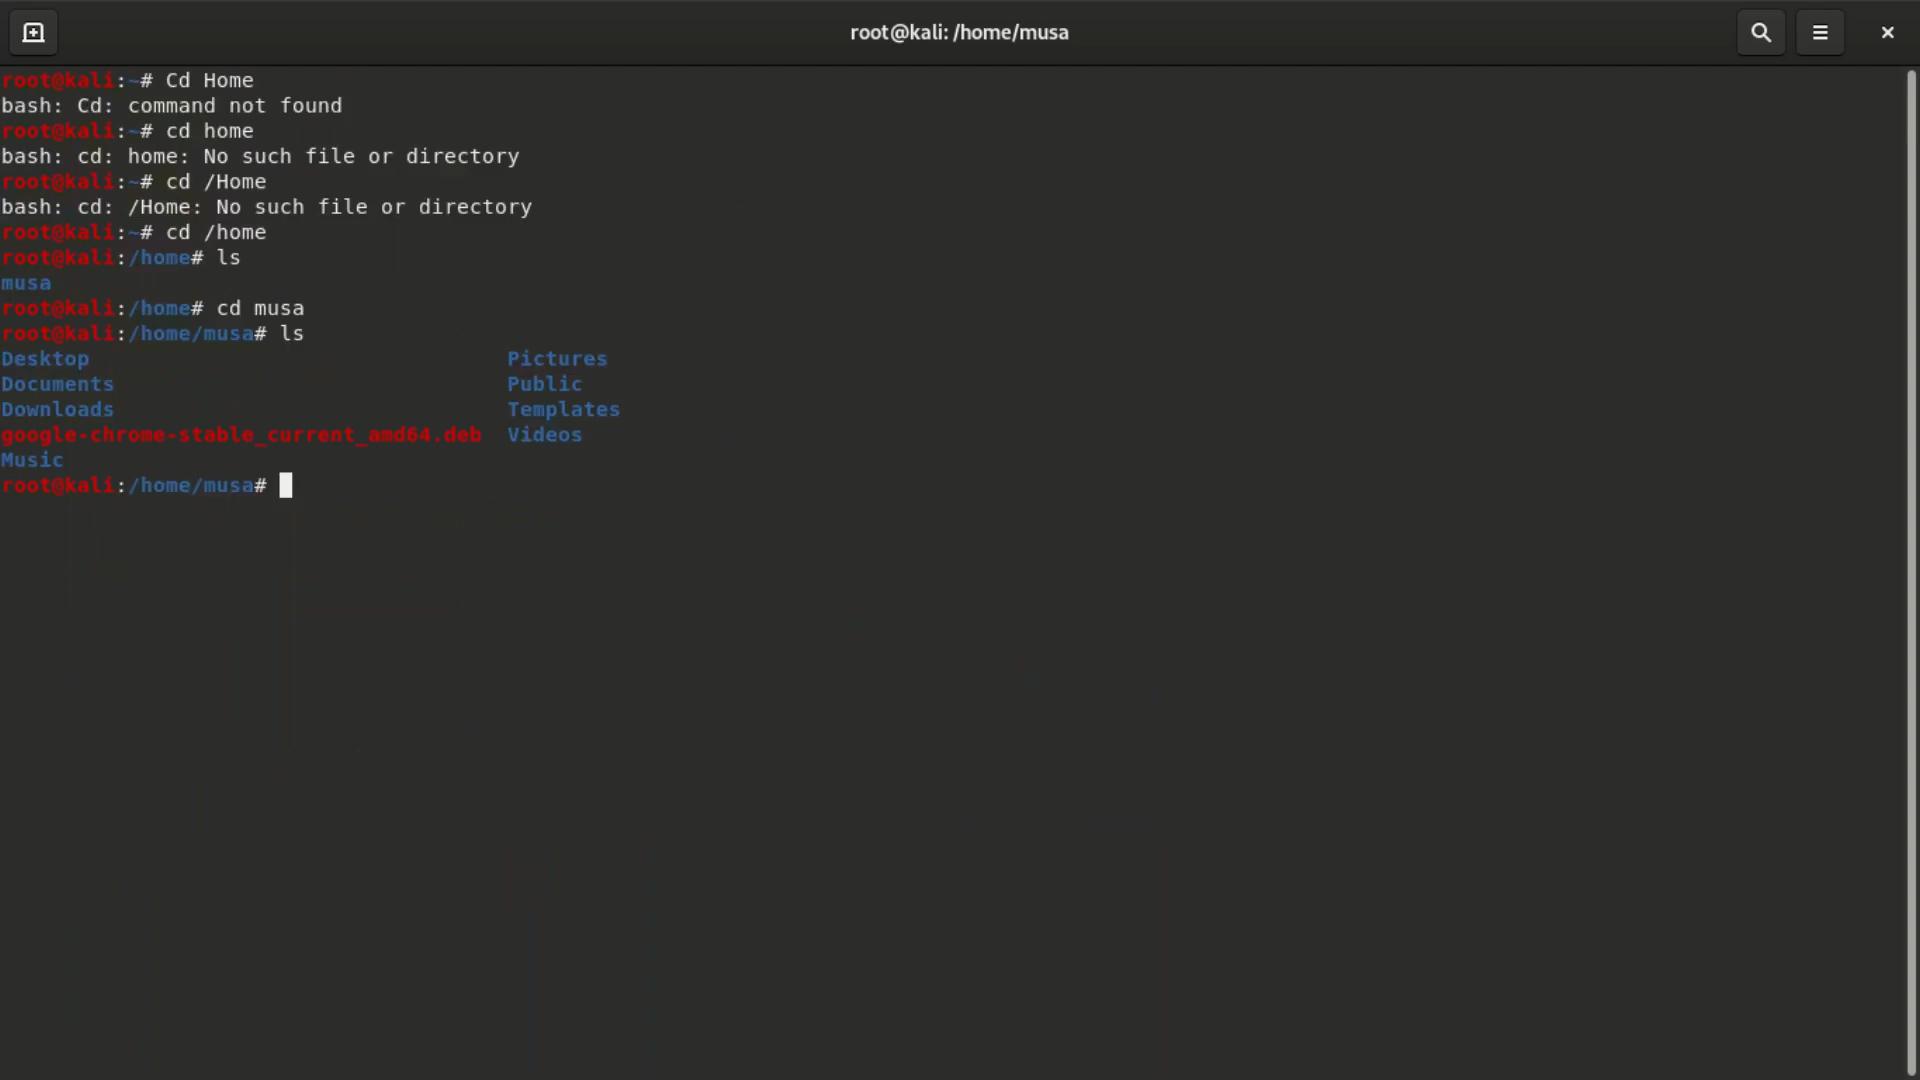 root@kali: /home/musa
root@kali:~# Cd Home
bash: Cd: command not found
root@kali:~# cd home
bash: cd: home: No such file or directory
root@kali:~# cd /Home
bash: cd: /Home: No such file or directory
root@kali:~# cd /home
root@kali:/home# ls
musa
root@kali:/home# cd musa
root@kali:/home/musa# ls
Desktop Pictures
Documents Public
Downloads Templates
google-chrome-stable_current_amd64.deb Videos
Music
root@kali:/home/musa#